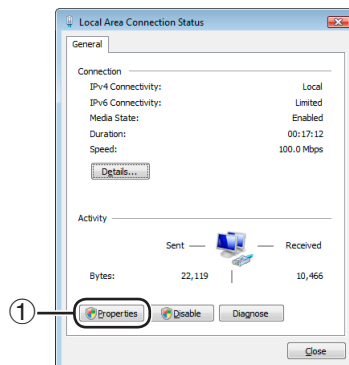 Local Area Connection Status
General
Connection
IPv4 Connectivity: Local
IPv6 Connectivity: Limited
Media State: Enabled
Duration: 00:17:12
Speed: 100.0 Mbps
Details...
Activity
Sent — — Received
Bytes: 22,119 | 10,466
① Properties Disable Diagnose
Close